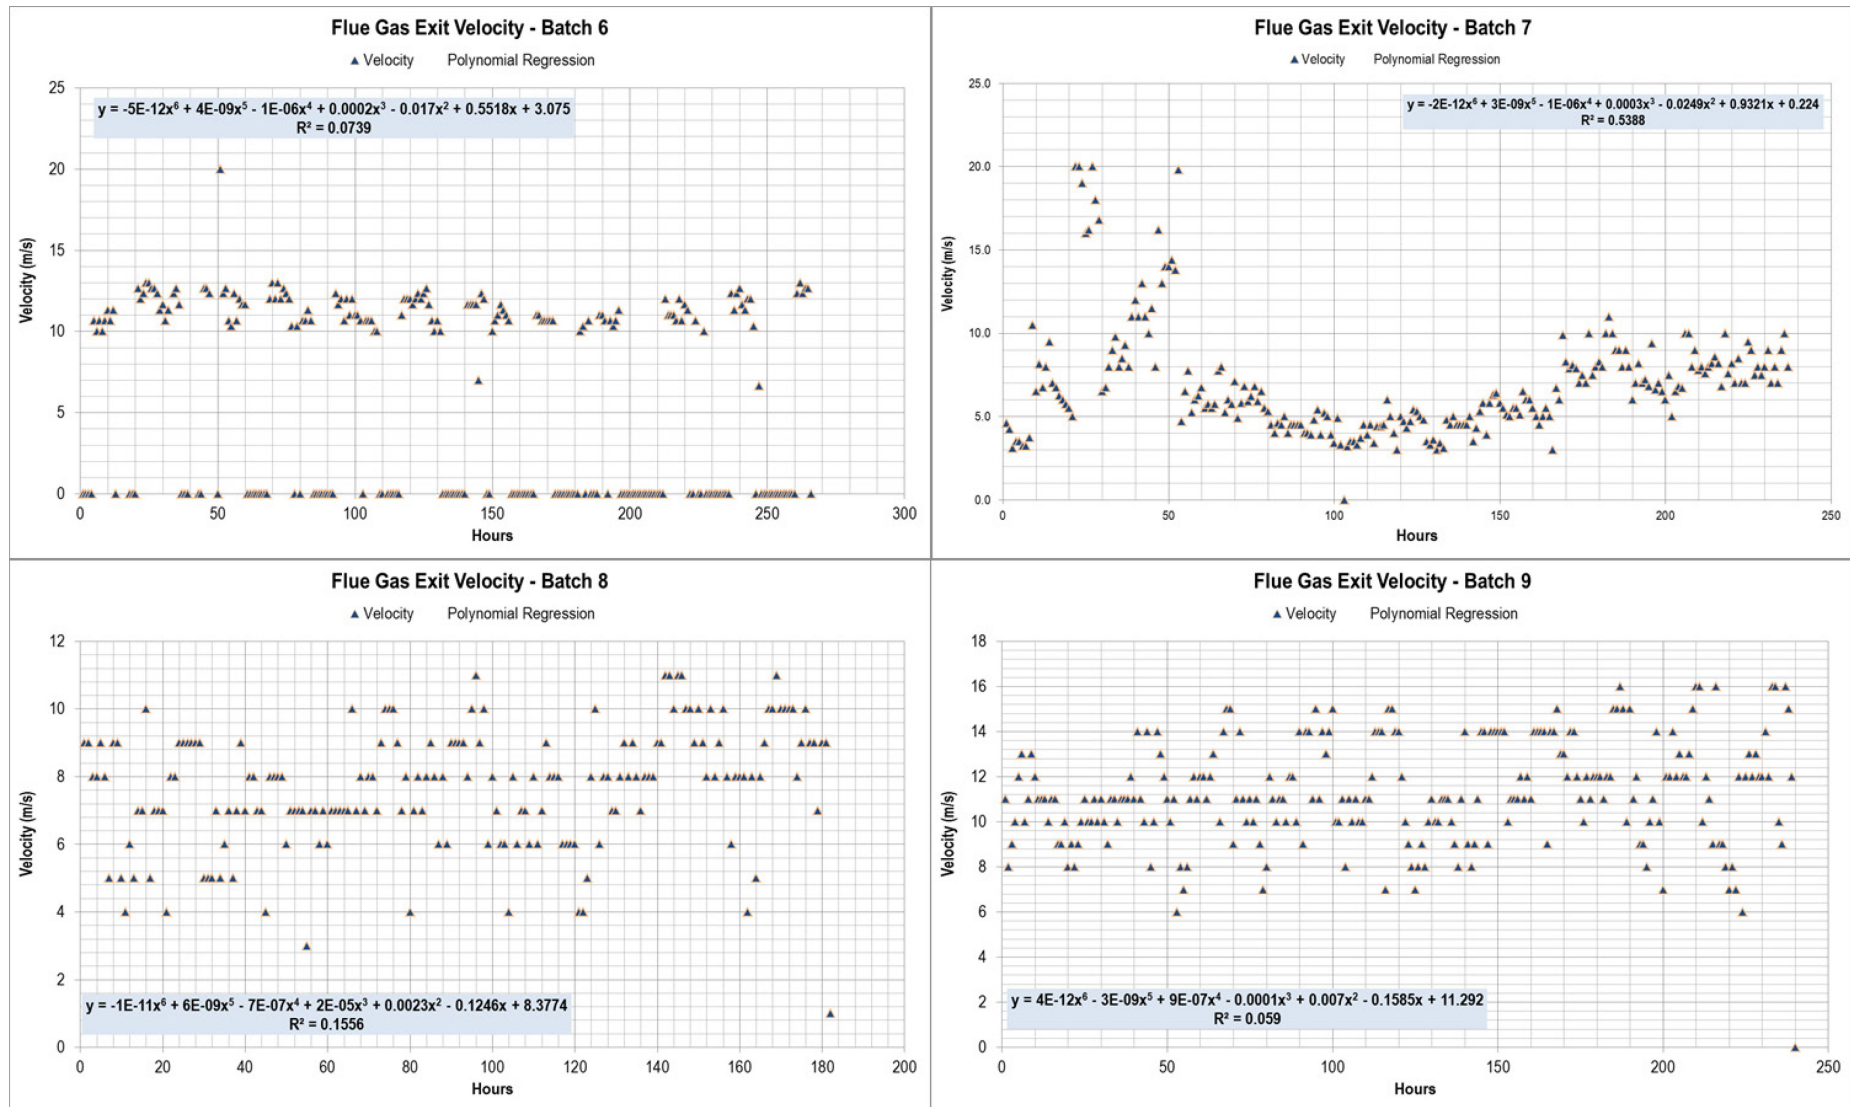 Flue Gas Exit Velocity - Batch 6
▲ Velocity Polynomial Regression
y = -5E-12x⁶ + 4E-09x⁵ - 1E-06x⁴ + 0.0002x³ - 0.017x² + 0.5518x + 3.075
R² = 0.0739
Velocity (m/s)
25
20
15
10
5
0
0 50 100 150 200 250 300
Hours
Flue Gas Exit Velocity - Batch 7
▲ Velocity Polynomial Regression
y = -2E-12x⁶ + 3E-09x⁵ - 1E-06x⁴ + 0.0003x³ - 0.0249x² + 0.9321x + 0.224
R² = 0.5388
Velocity (m/s)
25.0
20.0
15.0
10.0
5.0
0.0
0 50 100 150 200 250
Hours
Flue Gas Exit Velocity - Batch 8
▲ Velocity Polynomial Regression
Velocity (m/s)
12
10
8
6
4
2
0
y = -1E-11x⁶ + 6E-09x⁵ - 7E-07x⁴ + 2E-05x³ + 0.0023x² - 0.1246x + 8.3774
R² = 0.1556
0 20 40 60 80 100 120 140 160 180 200
Hours
Flue Gas Exit Velocity - Batch 9
▲ Velocity Polynomial Regression
Velocity (m/s)
18
16
14
12
10
8
6
4
2
0
y = 4E-12x⁶ - 3E-09x⁵ + 9E-07x⁴ - 0.0001x³ + 0.007x² - 0.1585x + 11.292
R² = 0.059
0 50 100 150 200 250
Hours